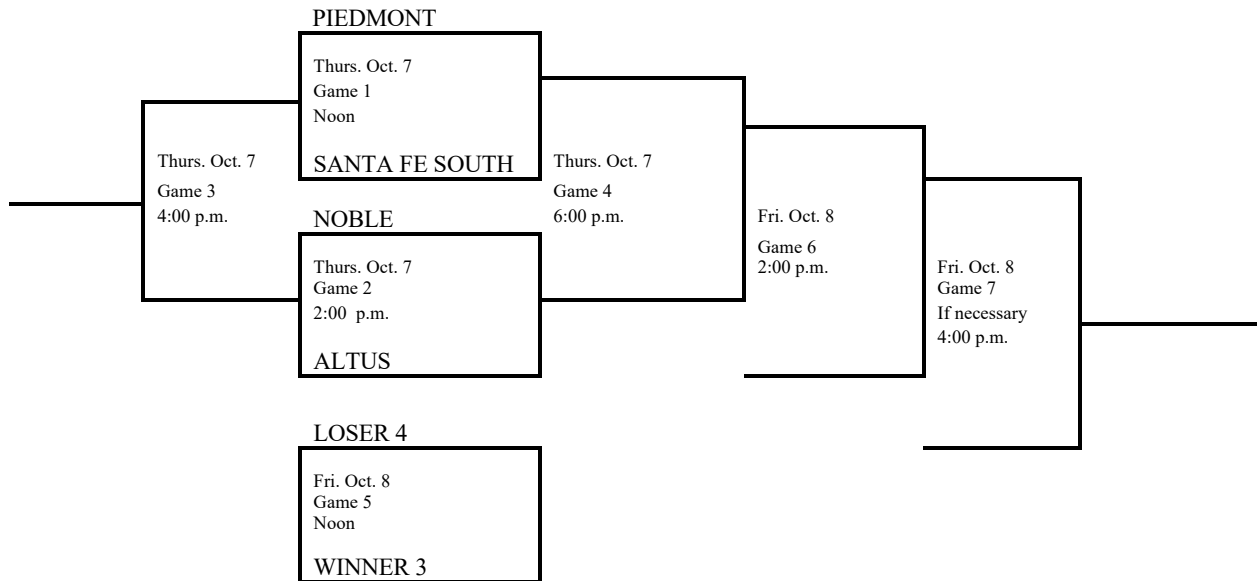 PIEDMONT
Thurs. Oct. 7
Game 1
Noon
SANTA FE SOUTH
Thurs. Oct. 7
Game 3
4:00 p.m.
Thurs. Oct. 7
Game 4
6:00 p.m.
NOBLE
Thurs. Oct. 7
Game 2
2:00 p.m.
ALTUS
Fri. Oct. 8
Game 6
2:00 p.m.
Fri. Oct. 8
Game 7
If necessary
4:00 p.m.
LOSER 4
Fri. Oct. 8
Game 5
Noon
WINNER 3